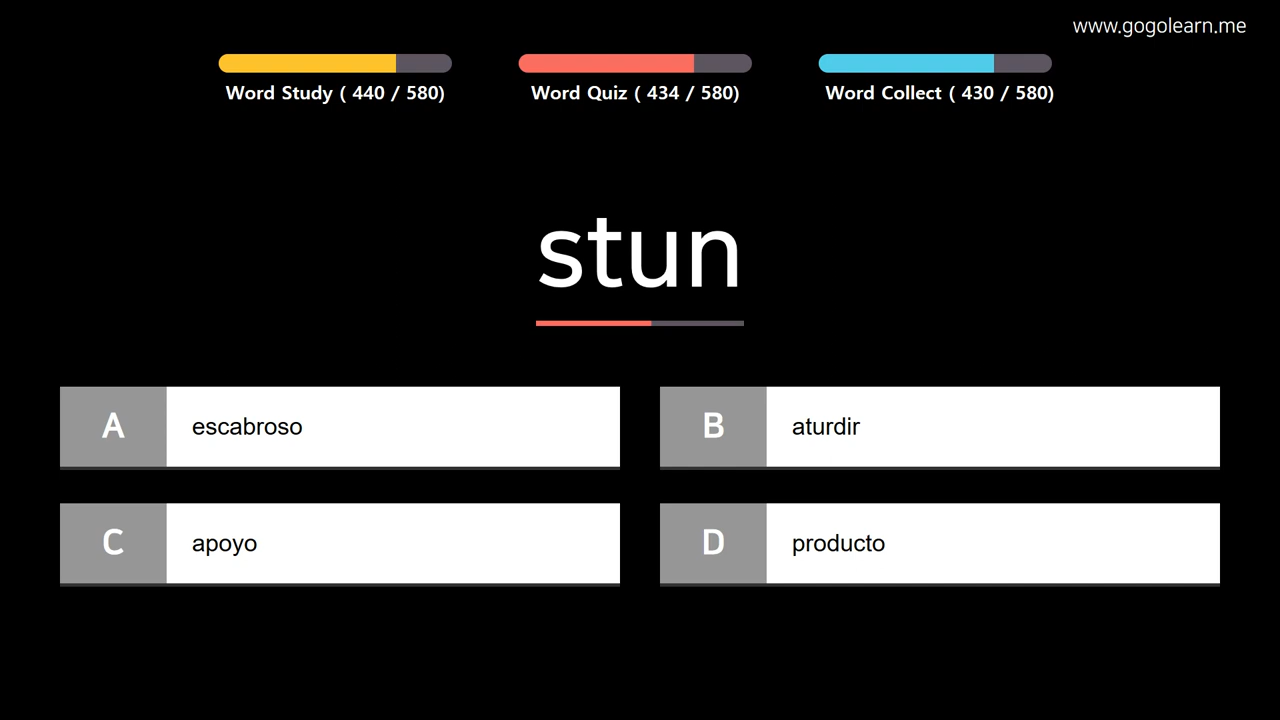 www.gogolearn.me
Word Study ( 440 / 580)
Word Quiz ( 434 / 580)
Word Collect ( 430 / 580)
stun
A escabroso
B aturdir
C apoyo
D producto